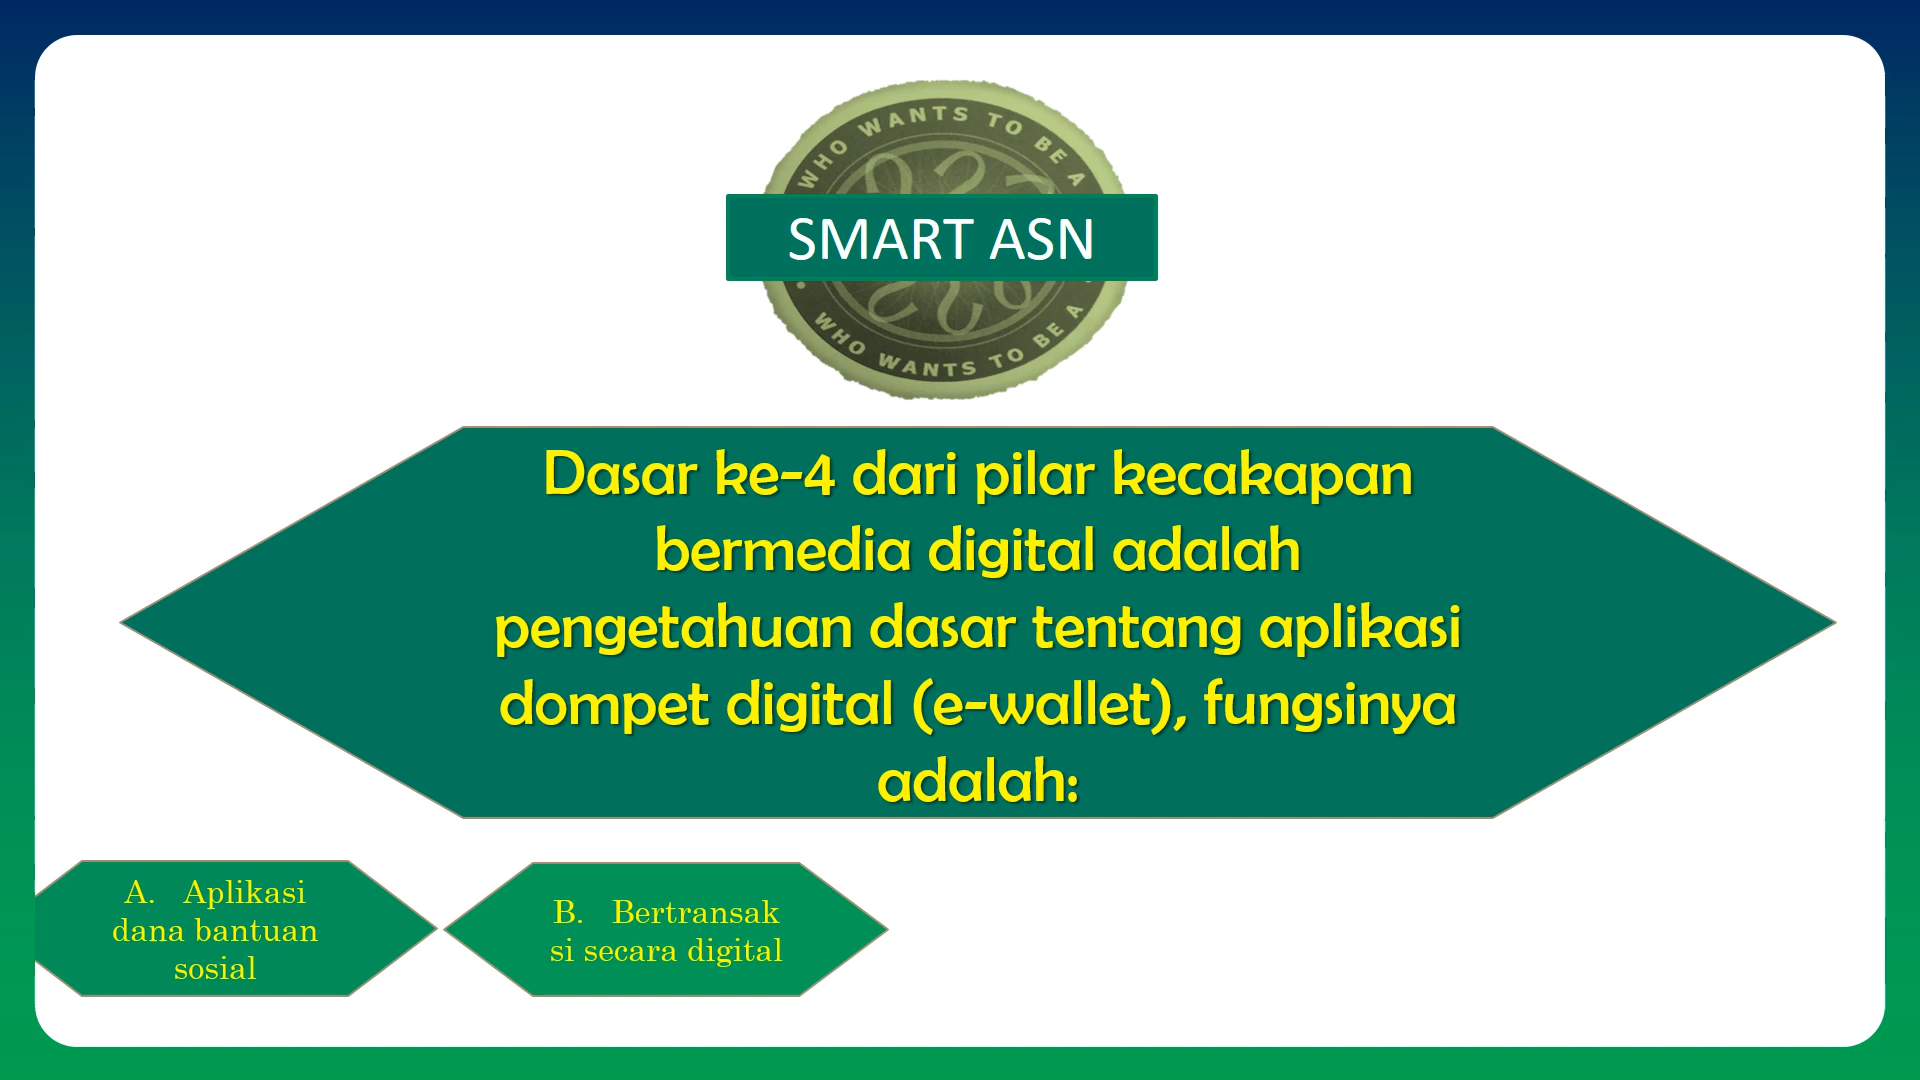 WHO WANTS TO BE A
SMART ASN
WHO WANTS TO BE A
Dasar ke-4 dari pilar kecakapan
bermedia digital adalah
pengetahuan dasar tentang aplikasi
dompet digital (e-wallet), fungsinya
adalah:
A. Aplikasi
dana bantuan
sosial
B. Bertransak
si secara digital